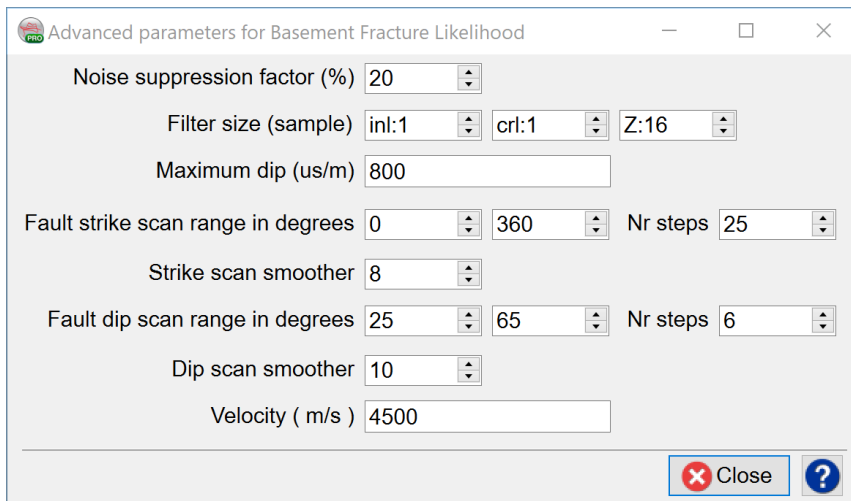 PRO Advanced parameters for Basement Fracture Likelihood
Noise suppression factor (%) 20
Filter size (sample) inl:1 crl:1 Z:16
Maximum dip (us/m) 800
Fault strike scan range in degrees 0 360 Nr steps 25
Strike scan smoother 8
Fault dip scan range in degrees 25 65 Nr steps 6
Dip scan smoother 10
Velocity ( m/s ) 4500
Close ?